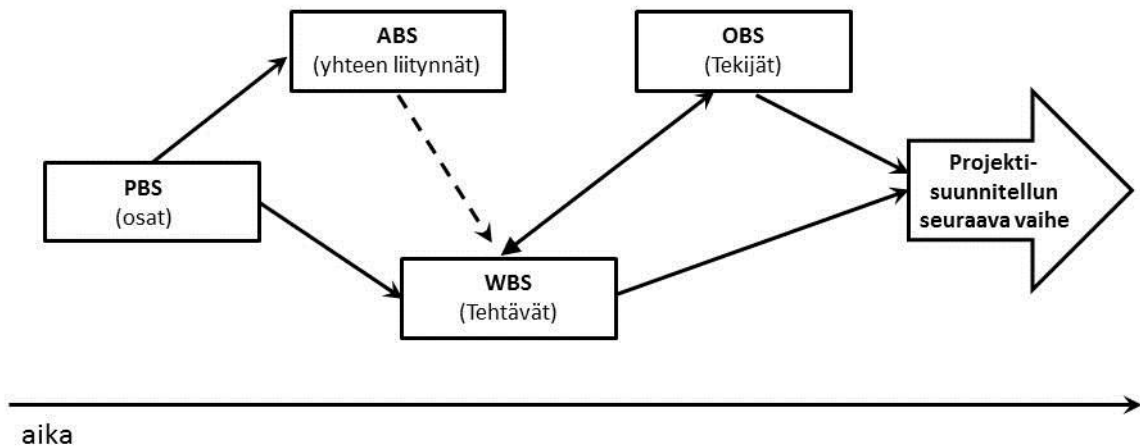 ABS
(yhteen liitynnät)
OBS
(Tekijät)
PBS
(osat)
Projekti-
suunnitellun
seuraava vaihe
WBS
(Tehtävät)
aika